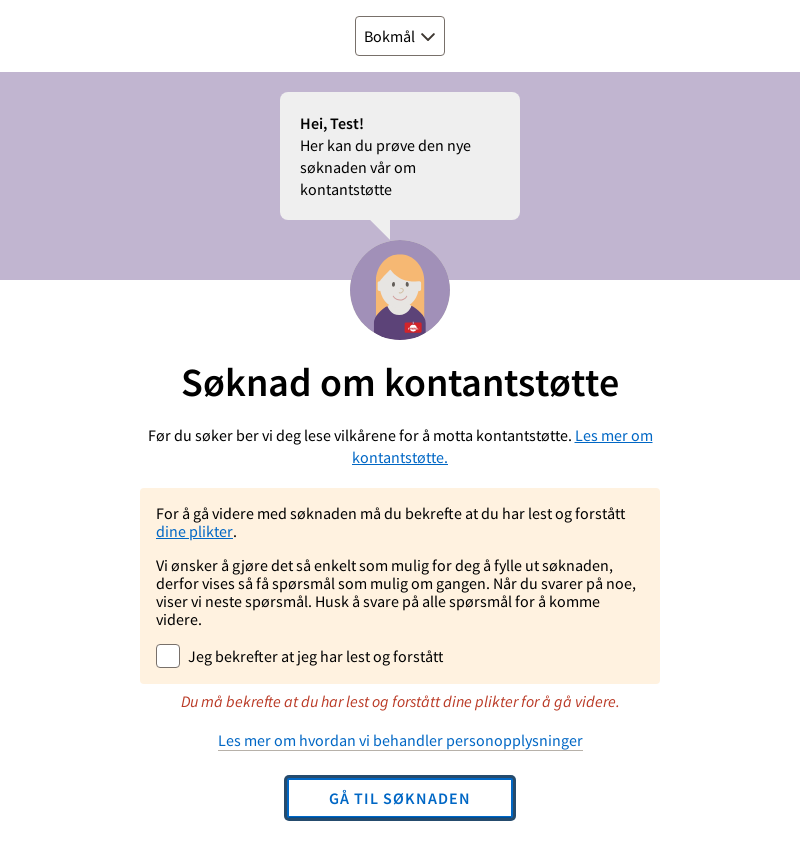 Bokmål
Hei, Test!
Her kan du prøve den nye
søknaden vår om
kontantstøtte
Søknad om kontantstøtte
Før du søker ber vi deg lese vilkårene for å motta kontantstøtte. Les mer om
kontantstøtte.
For å gå videre med søknaden må du bekrefte at du har lest og forstått
dine plikter.
Vi ønsker å gjøre det så enkelt som mulig for deg å fylle ut søknaden,
derfor vises så få spørsmål som mulig om gangen. Når du svarer på noe,
viser vi neste spørsmål. Husk å svare på alle spørsmål for å komme
videre.
Jeg bekrefter at jeg har lest og forstått
Du må bekrefte at du har lest og forstått dine plikter for å gå videre.
Les mer om hvordan vi behandler personopplysninger
GÅ TIL SØKNADEN